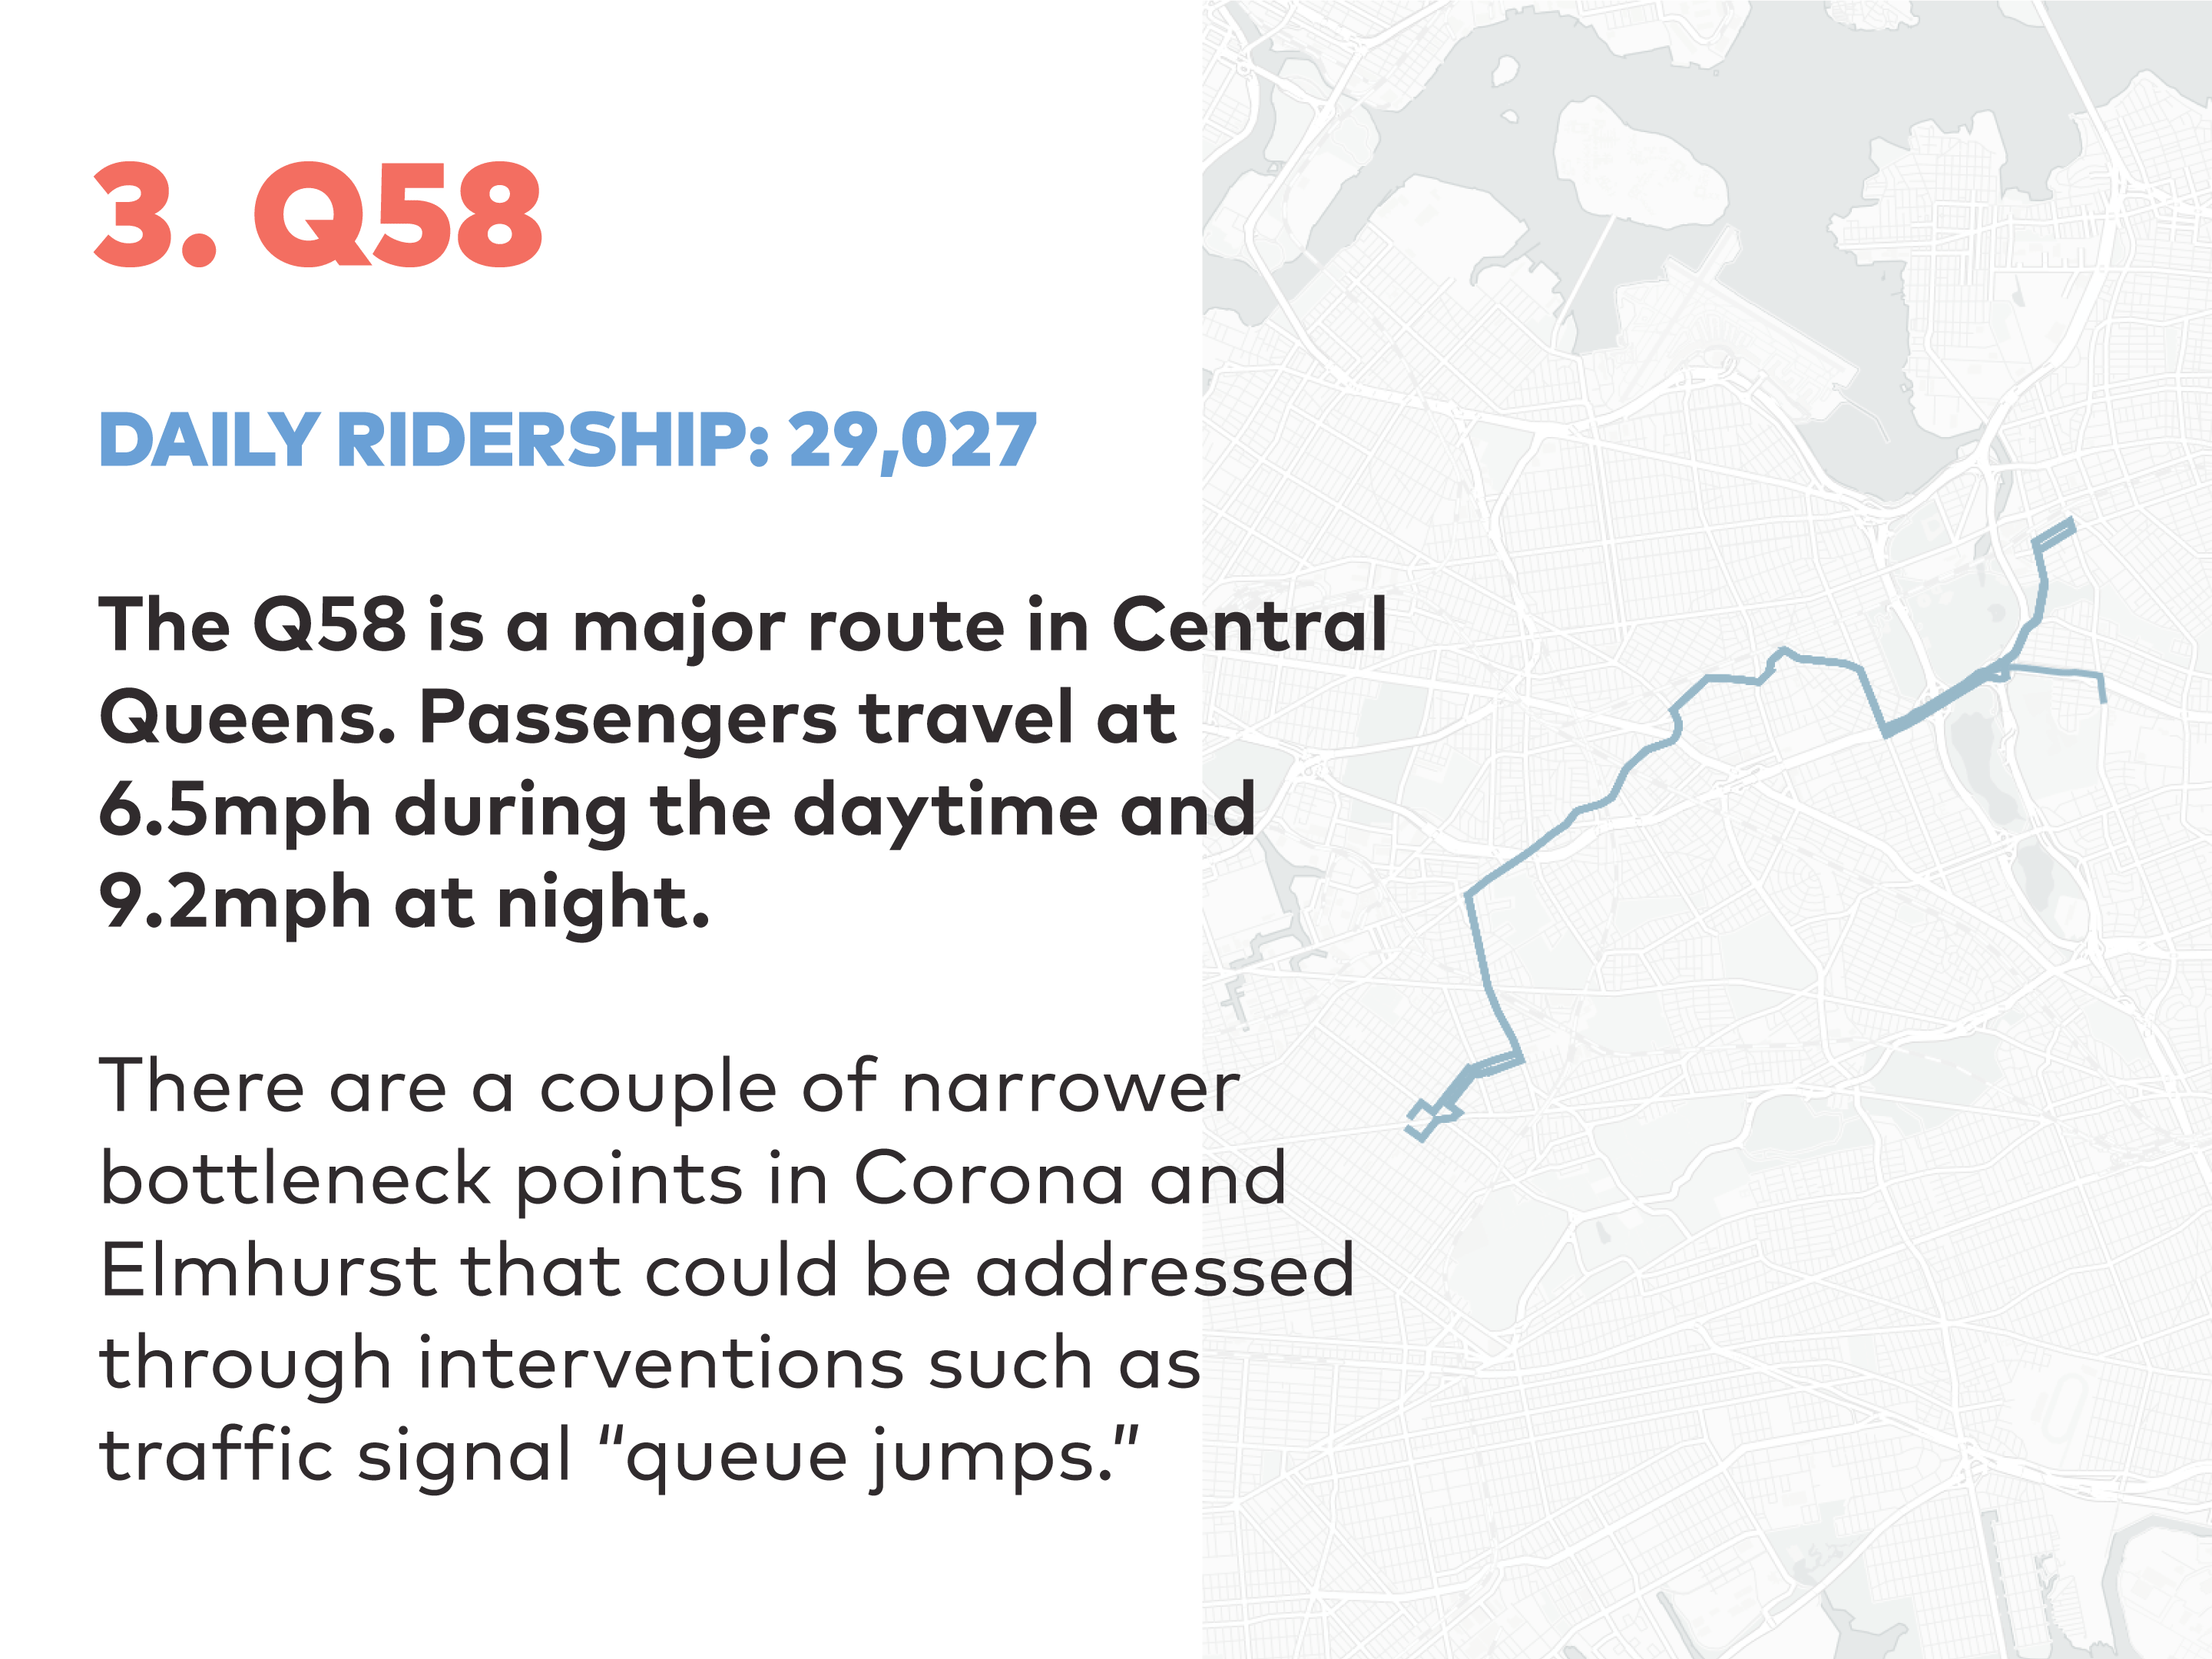 3. Q58
DAILY RIDERSHIP: 29,027
The Q58 is a major route in Central
Queens. Passengers travel at
6.5mph during the daytime and
9.2mph at night.
There are a couple of narrower
bottleneck points in Corona and
Elmhurst that could be addressed
through interventions such as
traffic signal “queue jumps.”